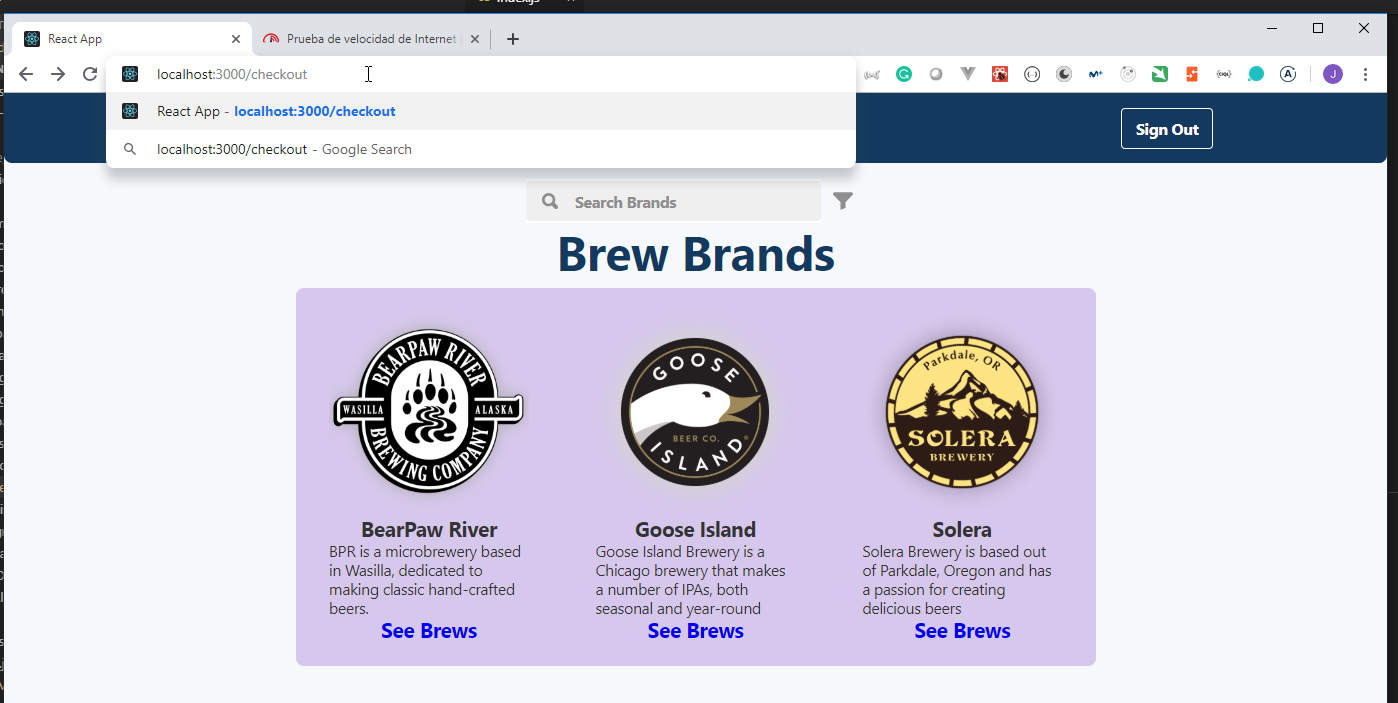 index.js
React App
Prueba de velocidad de Internet
localhost:3000/checkout
React App - localhost:3000/checkout
localhost:3000/checkout - Google Search
J
Sign Out
Search Brands
Brew Brands
BEARPAW RIVER
WASILLA
ALASKA
BREWING COMPANY
GOOSE
BEER CO.
ISLAND
Parkdale, OR
SOLERA
BREWERY
BearPaw River
BPR is a microbrewery based
in Wasilla, dedicated to
making classic hand-crafted
beers.
See Brews
Goose Island
Goose Island Brewery is a
Chicago brewery that makes
a number of IPAs, both
seasonal and year-round
See Brews
Solera
Solera Brewery is based out
of Parkdale, Oregon and has
a passion for creating
delicious beers
See Brews